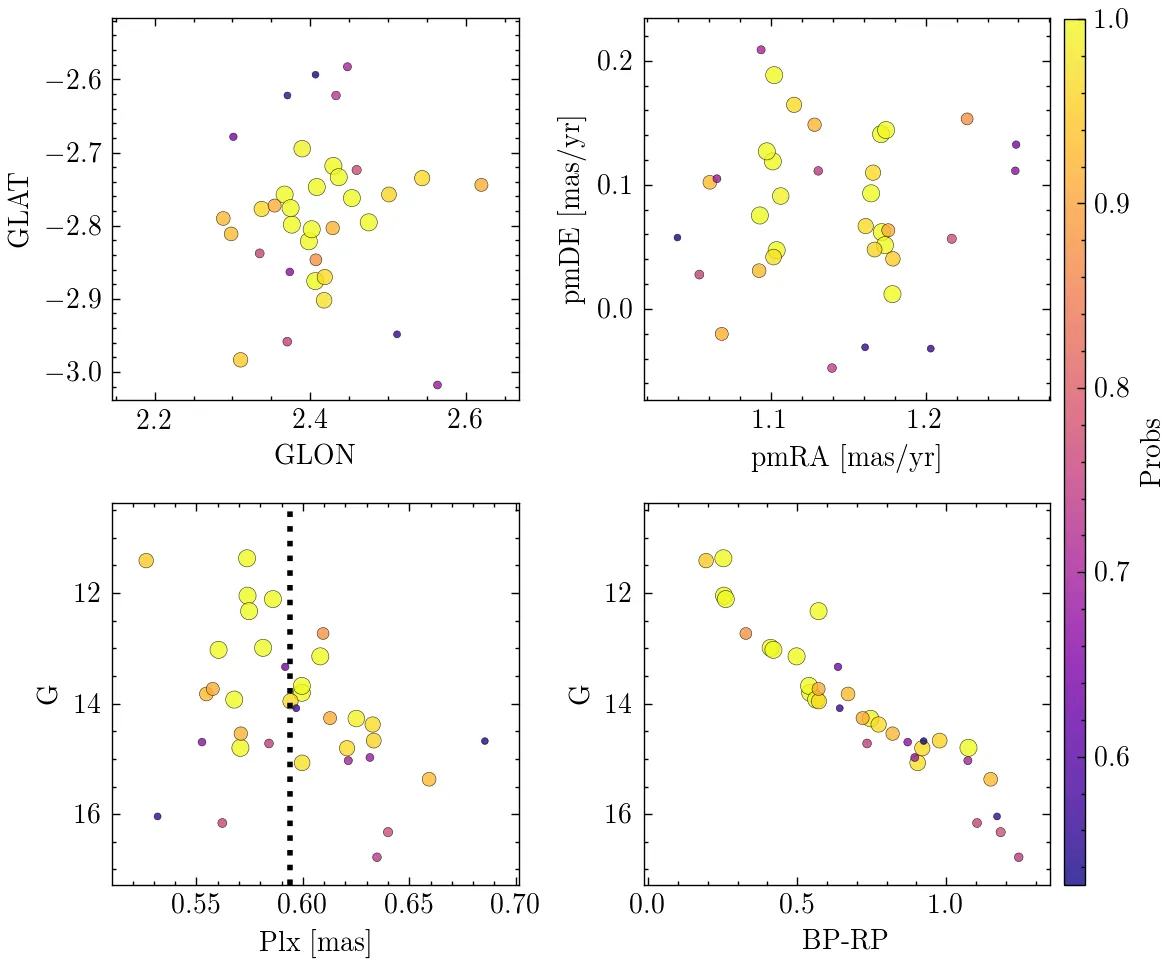 −2.6
−2.7
−2.8
−2.9
−3.0
GLAT
2.2 2.4 2.6
GLON
0.2
0.1
0.0
pmDE [mas/yr]
1.1 1.2
pmRA [mas/yr]
12
14
16
G
0.55 0.60 0.65 0.70
Plx [mas]
12
14
16
G
0.0 0.5 1.0
BP-RP
1.0
0.9
0.8
0.7
0.6
Probs